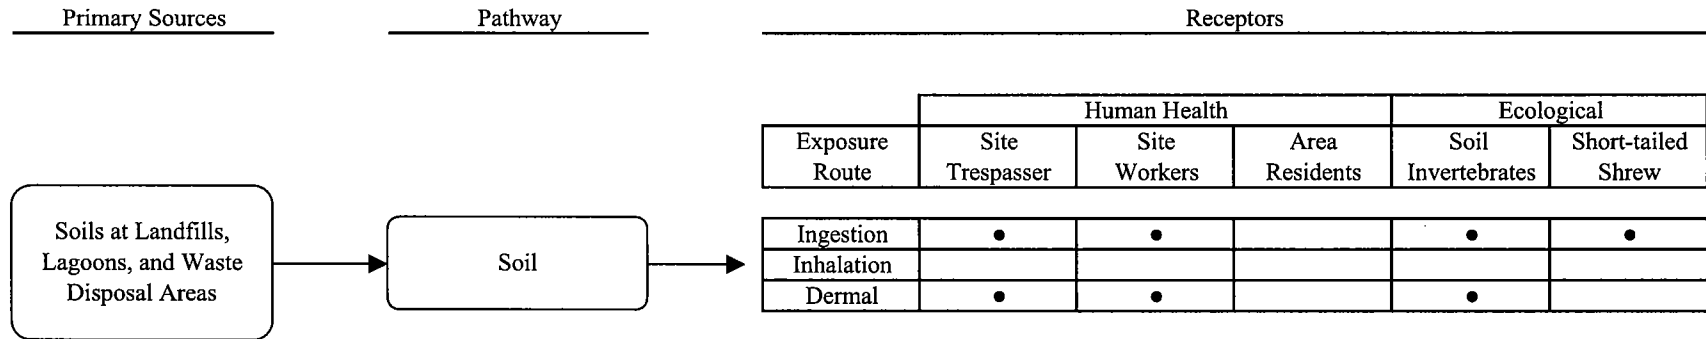 Primary Sources Pathway Receptors
Human Health Ecological
Exposure Route Site Trespasser Site Workers Area Residents Soil Invertebrates Short-tailed Shrew
Soils at Landfills,
Lagoons, and Waste
Disposal Areas
Soil
Ingestion ● ● ● ●
Inhalation
Dermal ● ● ●